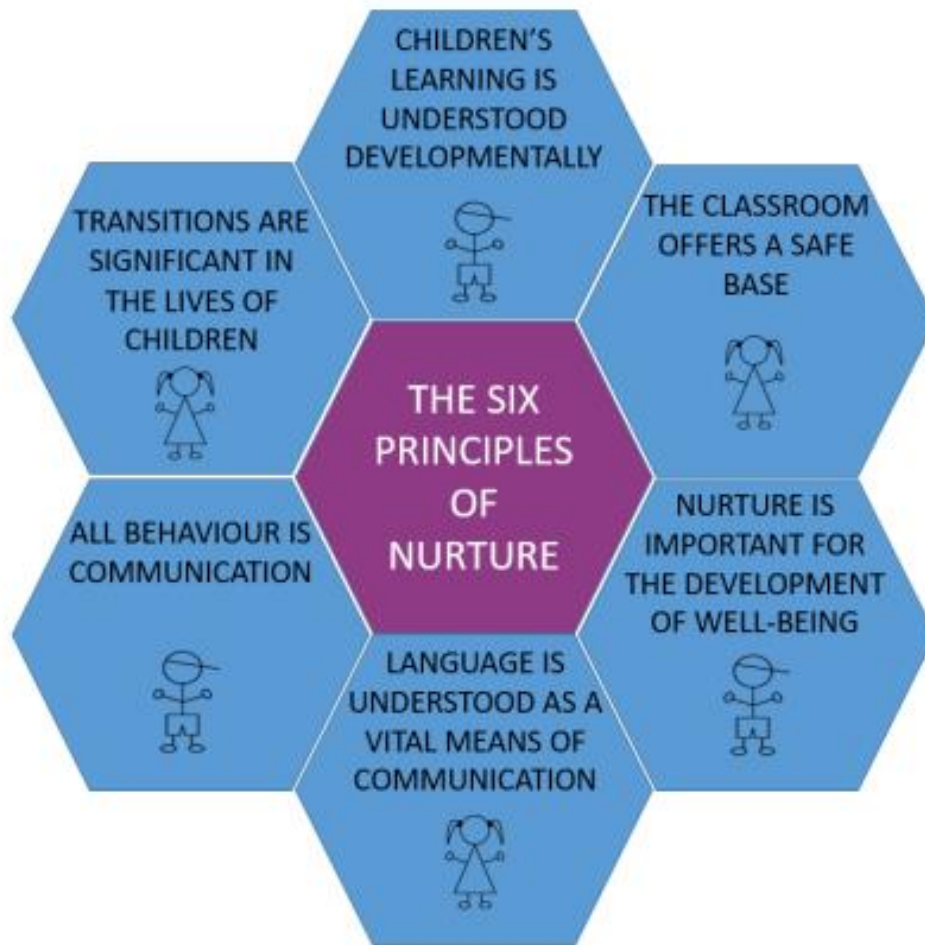 CHILDREN'S
LEARNING IS
UNDERSTOOD
DEVELOPMENTALLY
THE CLASSROOM
OFFERS A SAFE
BASE
NURTURE IS
IMPORTANT FOR
THE DEVELOPMENT
OF WELL-BEING
LANGUAGE IS
UNDERSTOOD AS A
VITAL MEANS OF
COMMUNICATION
ALL BEHAVIOUR IS
COMMUNICATION
TRANSITIONS ARE
SIGNIFICANT IN
THE LIVES OF
CHILDREN
THE SIX
PRINCIPLES
OF
NURTURE